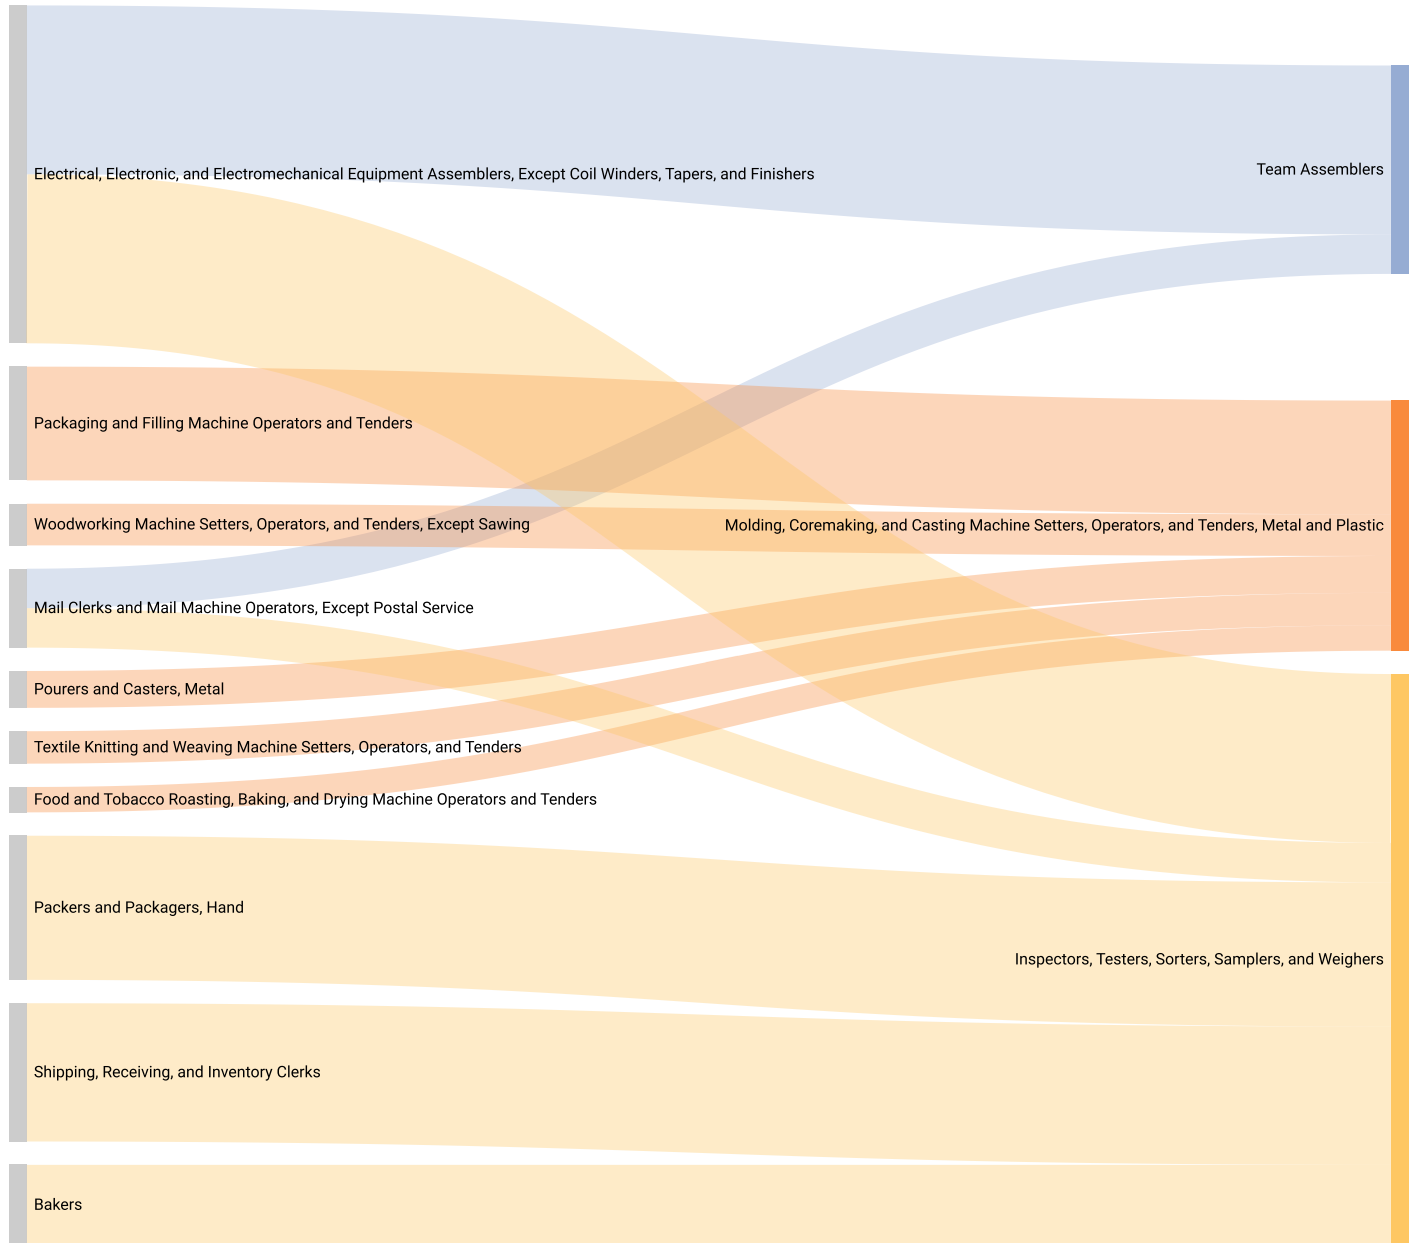 Electrical, Electronic, and Electromechanical Equipment Assemblers, Except Coil Winders, Tapers, and Finishers
Team Assemblers
Packaging and Filling Machine Operators and Tenders
Woodworking Machine Setters, Operators, and Tenders, Except Sawing
Molding, Coremaking, and Casting Machine Setters, Operators, and Tenders, Metal and Plastic
Mail Clerks and Mail Machine Operators, Except Postal Service
Pourers and Casters, Metal
Textile Knitting and Weaving Machine Setters, Operators, and Tenders
Food and Tobacco Roasting, Baking, and Drying Machine Operators and Tenders
Packers and Packagers, Hand
Inspectors, Testers, Sorters, Samplers, and Weighers
Shipping, Receiving, and Inventory Clerks
Bakers